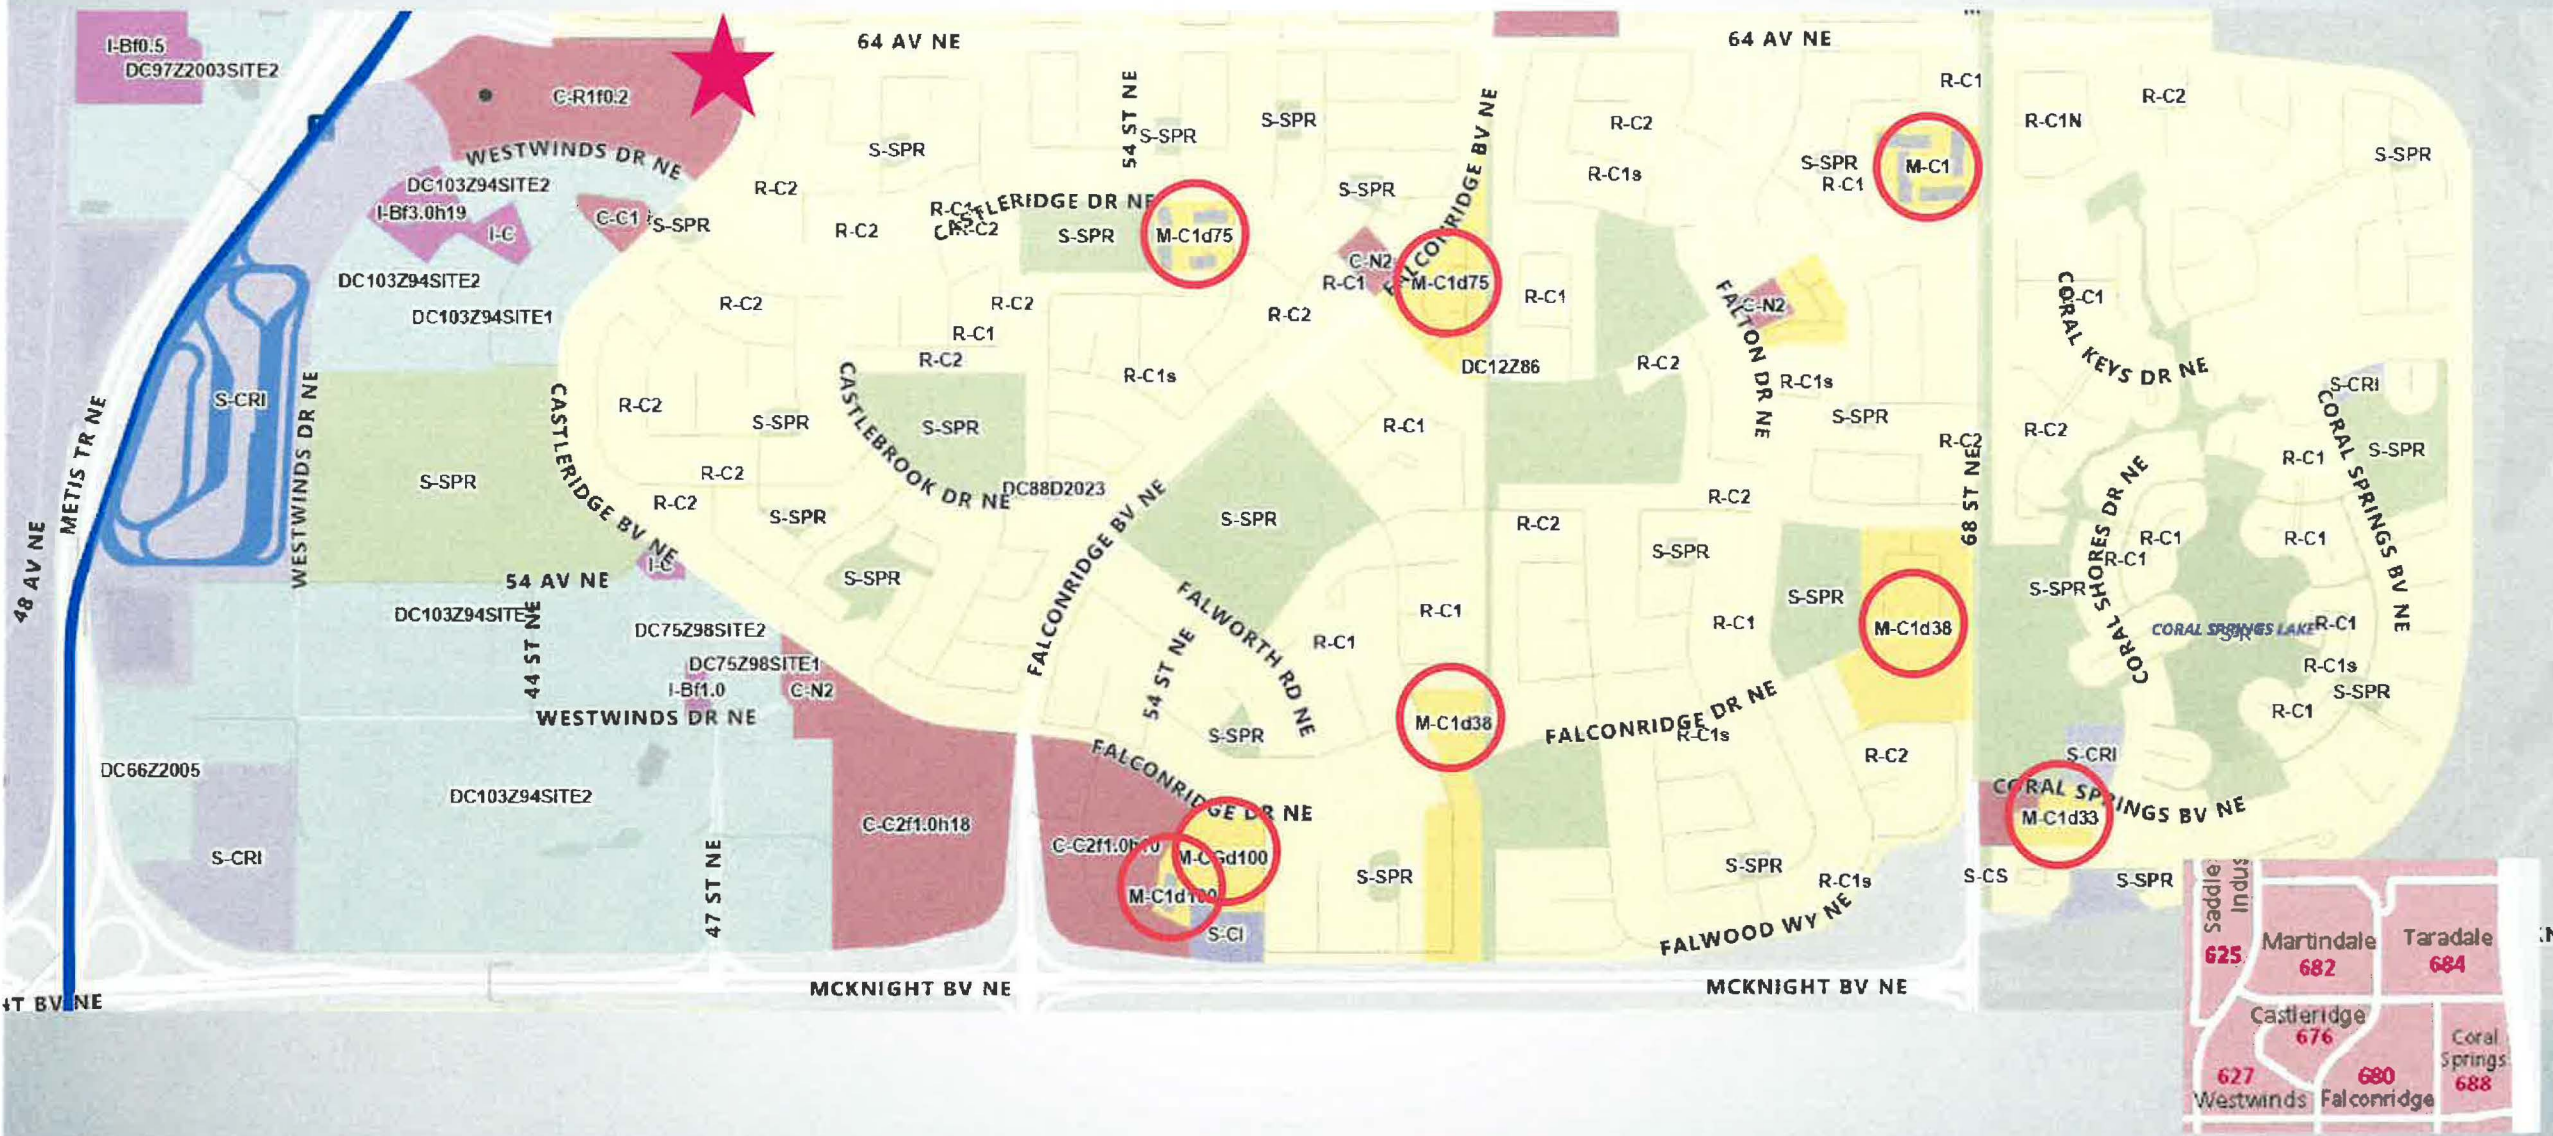 I-Bf0.5
DC97Z2003SITE2
C-R1f0.2
64 AV NE
64 AV NE
54 ST NE
S-SPR
S-SPR
S-SPR
R-C2
R-C1
R-C1N
R-C2
S-SPR
WESTWINDS DR NE
DC103Z94SITE2
I-Bf3.0h19
I-C
C-C1
S-SPR
R-C2
R-C2
R-C1
CASTLERIDGE DR NE
R-C2
S-SPR
M-C1d75
S-SPR
FALCONRIDGE BV NE
R-C1s
S-SPR
R-C1
M-C1
DC103Z94SITE2
DC103Z94SITE1
R-C2
R-C2
R-C1
R-C2
R-C2
C-N2
R-C1
M-C1d75
R-C1
DC12Z86
C-N2
FALTON DR NE
R-C2
R-C1s
S-SPR
R-C2
R-C1
CORAL KEYS DR NE
R-C2
S-CRI
CORAL SPRINGS BV NE
S-SPR
S-CRI
METIS TR NE
48 AV NE
WESTWINDS DR NE
S-SPR
CASTLERIDGE BV NE
R-C2
S-SPR
R-C2
R-C2
S-SPR
CASTLEBROOK DR NE
S-SPR
R-C1s
R-C1
DC88D2023
FALCONRIDGE BV NE
S-SPR
R-C2
R-C2
68 ST NE
R-C1
R-C1
R-C1
R-C1
CORAL SHORES DR NE
S-SPR
CORAL SPRINGS LAKE
R-C1
R-C1s
S-SPR
R-C1
54 AV NE
I-C
S-SPR
DC103Z94SITE
44 ST NE
DC75Z98SITE2
DC75Z98SITE1
I-Bf1.0
C-N2
WESTWINDS DR NE
FALWORTH RD NE
54 ST NE
R-C1
R-C1
S-SPR
M-C1d38
FALCONRIDGE DR NE
R-C1s
S-SPR
R-C1
S-SPR
M-C1d38
R-C2
S-CRI
CORAL SPRINGS BV NE
M-C1d33
DC66Z2005
DC103Z94SITE2
S-CRI
47 ST NE
C-C2f1.0h18
FALCONRIDGE DR NE
S-CI
S-SPR
S-SPR
R-C1s
FALWOOD WY NE
S-CS
S-SPR
MCKNIGHT BV NE
MCKNIGHT BV NE
HT BV NE
Saddle
Indus
625
Martindale
682
Taradale
684
Castleridge
676
Coral
Springs
688
627
Westwinds
680
Falconridge